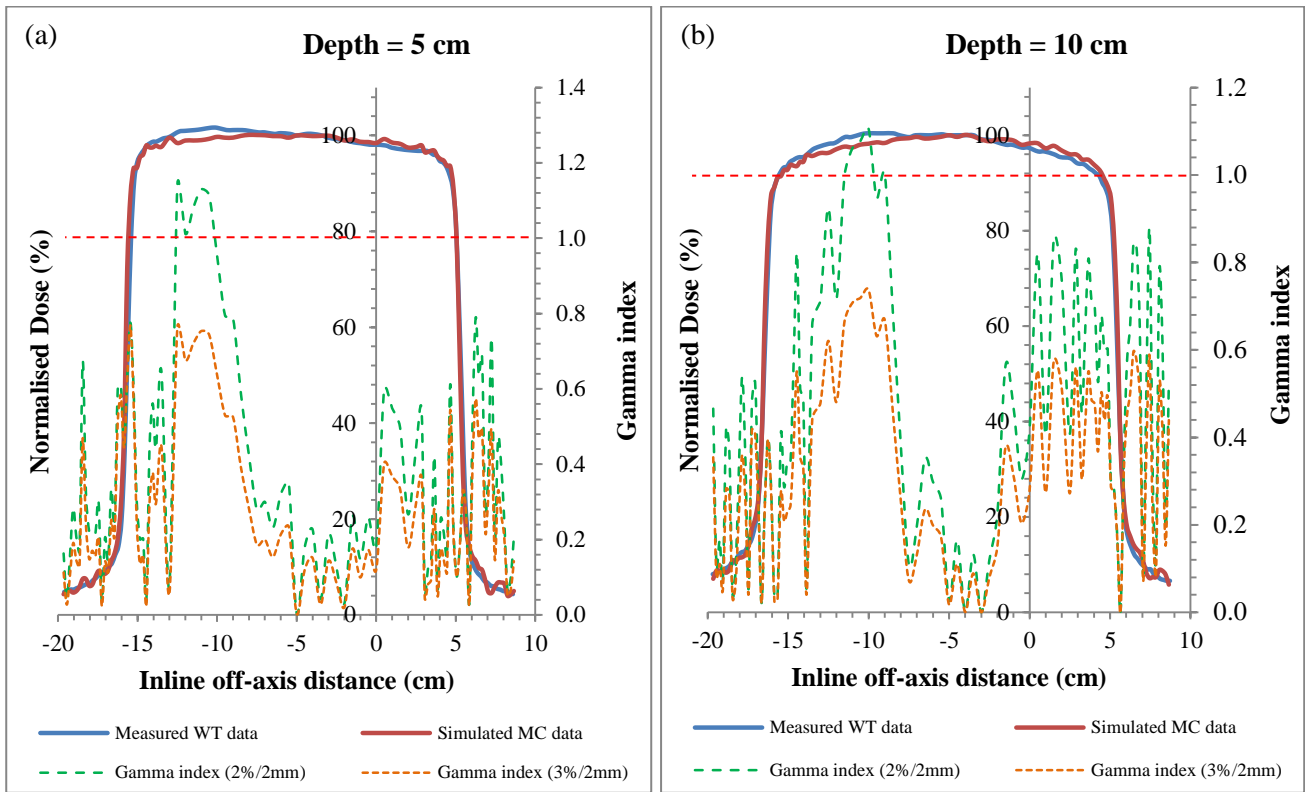 (a)
Depth = 5 cm
Normalised Dose (%)
100
80
60
40
20
0
1.4
1.2
1.0
0.8
0.6
0.4
0.2
0.0
Gamma index
-20 -15 -10 -5 0 5 10
Inline off-axis distance (cm)
Measured WT data Simulated MC data
Gamma index (2%/2mm) Gamma index (3%/2mm)
(b)
Depth = 10 cm
Normalised Dose (%)
100
80
60
40
20
0
1.2
1.0
0.8
0.6
0.4
0.2
0.0
Gamma index
-20 -15 -10 -5 0 5 10
Inline off-axis distance (cm)
Measured WT data Simulated MC data
Gamma index (2%/2mm) Gamma index (3%/2mm)